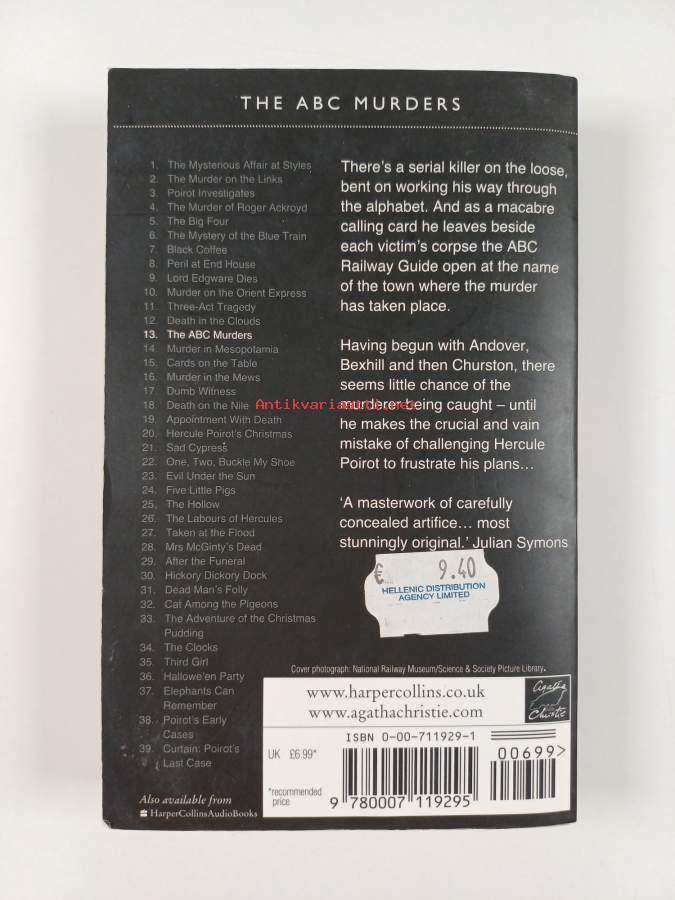 THE ABC MURDERS
1. The Mysterious Affair at Styles
2. The Murder on the Links
3. Poirot Investigates
4. The Murder of Roger Ackroyd
5. The Big Four
6. The Mystery of the Blue Train
7. Black Coffee
8. Peril at End House
9. Lord Edgware Dies
10. Murder on the Orient Express
11. Three-Act Tragedy
12. Death in the Clouds
13. The ABC Murders
14. Murder in Mesopotamia
15. Cards on the Table
16. Murder in the Mews
17. Dumb Witness
18. Death on the Nile
19. Appointment With Death
20. Hercule Poirot's Christmas
21. Sad Cypress
22. One, Two, Buckle My Shoe
23. Evil Under the Sun
24. Five Little Pigs
25. The Hollow
26. The Labours of Hercules
27. Taken at the Flood
28. Mrs McGinty's Dead
29. After the Funeral
30. Hickory Dickory Dock
31. Dead Man's Folly
32. Cat Among the Pigeons
33. The Adventure of the Christmas
Pudding
34. The Clocks
35. Third Girl
36. Hallowe'en Party
37. Elephants Can
Remember
38. Poirot's Early
Cases
39. Curtain: Poirot's
Last Case
Also available from
HarperCollinsAudioBooks
There's a serial killer on the loose,
bent on working his way through
the alphabet. And as a macabre
calling card he leaves beside
each victim's corpse the ABC
Railway Guide open at the name
of the town where the murder
has taken place.
Having begun with Andover,
Bexhill and then Churston, there
seems little chance of the
murderer being caught – until
he makes the crucial and vain
mistake of challenging Hercule
Poirot to frustrate his plans…
'A masterwork of carefully
concealed artifice… most
stunningly original.' Julian Symons
Antikvariaatti.net
€ 9.40
HELLENIC DISTRIBUTION
AGENCY LIMITED
Cover photograph: National Railway Museum/Science & Society Picture Library.
www.harpercollins.co.uk
www.agathachristie.com
Agatha
Christie
ISBN 0-00-711929-1
UK £6.99*
*recommended
price
00699>
9 780007 119295